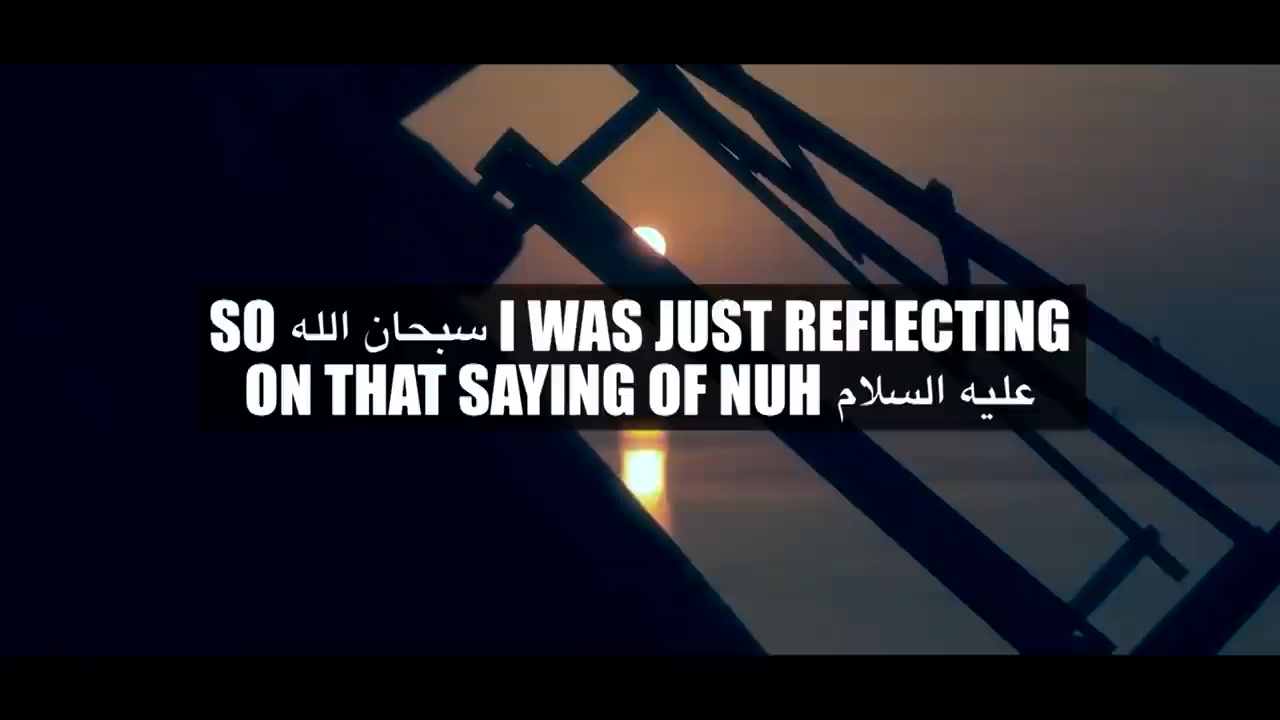 SO سبحان الله I WAS JUST REFLECTING
ON THAT SAYING OF NUH عليه السلام